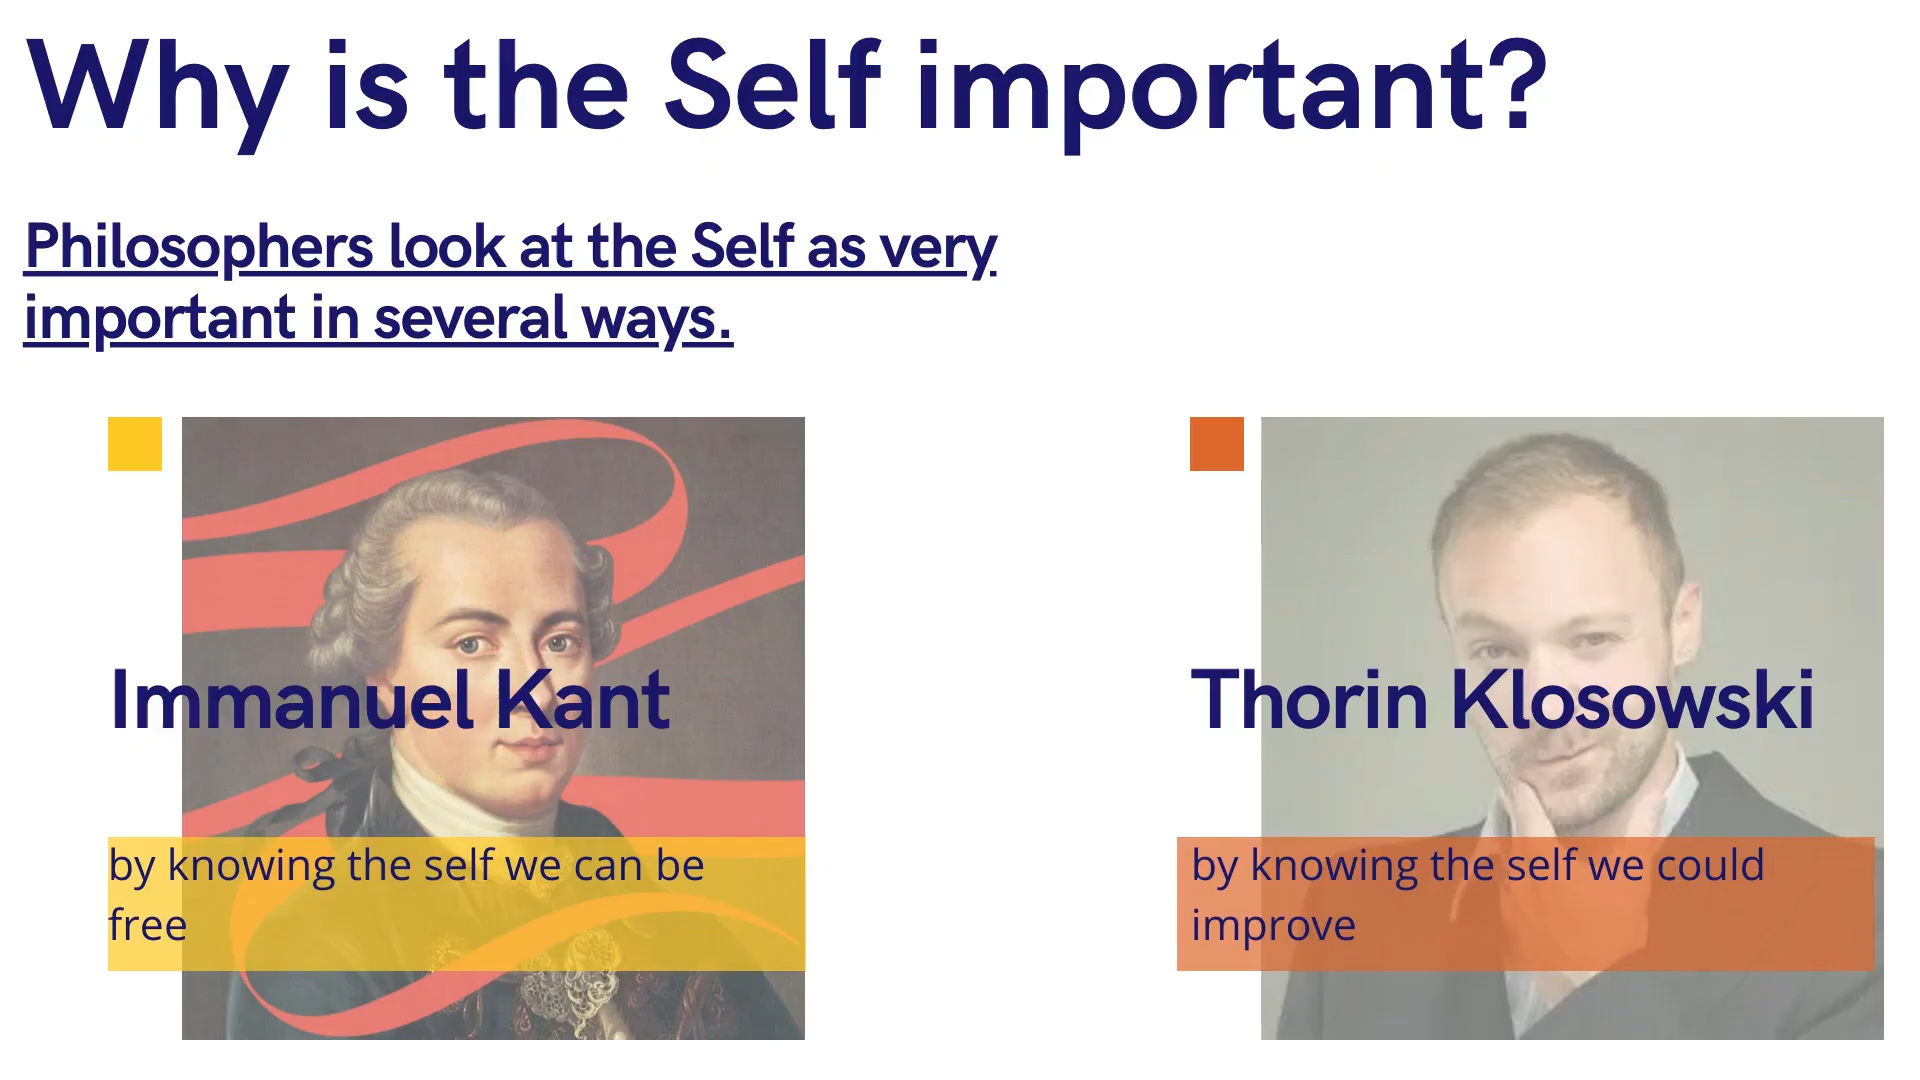 Why is the Self important?
Philosophers look at the Self as very
important in several ways.
Immanuel Kant
by knowing the self we can be
free
Thorin Klosowski
by knowing the self we could
improve